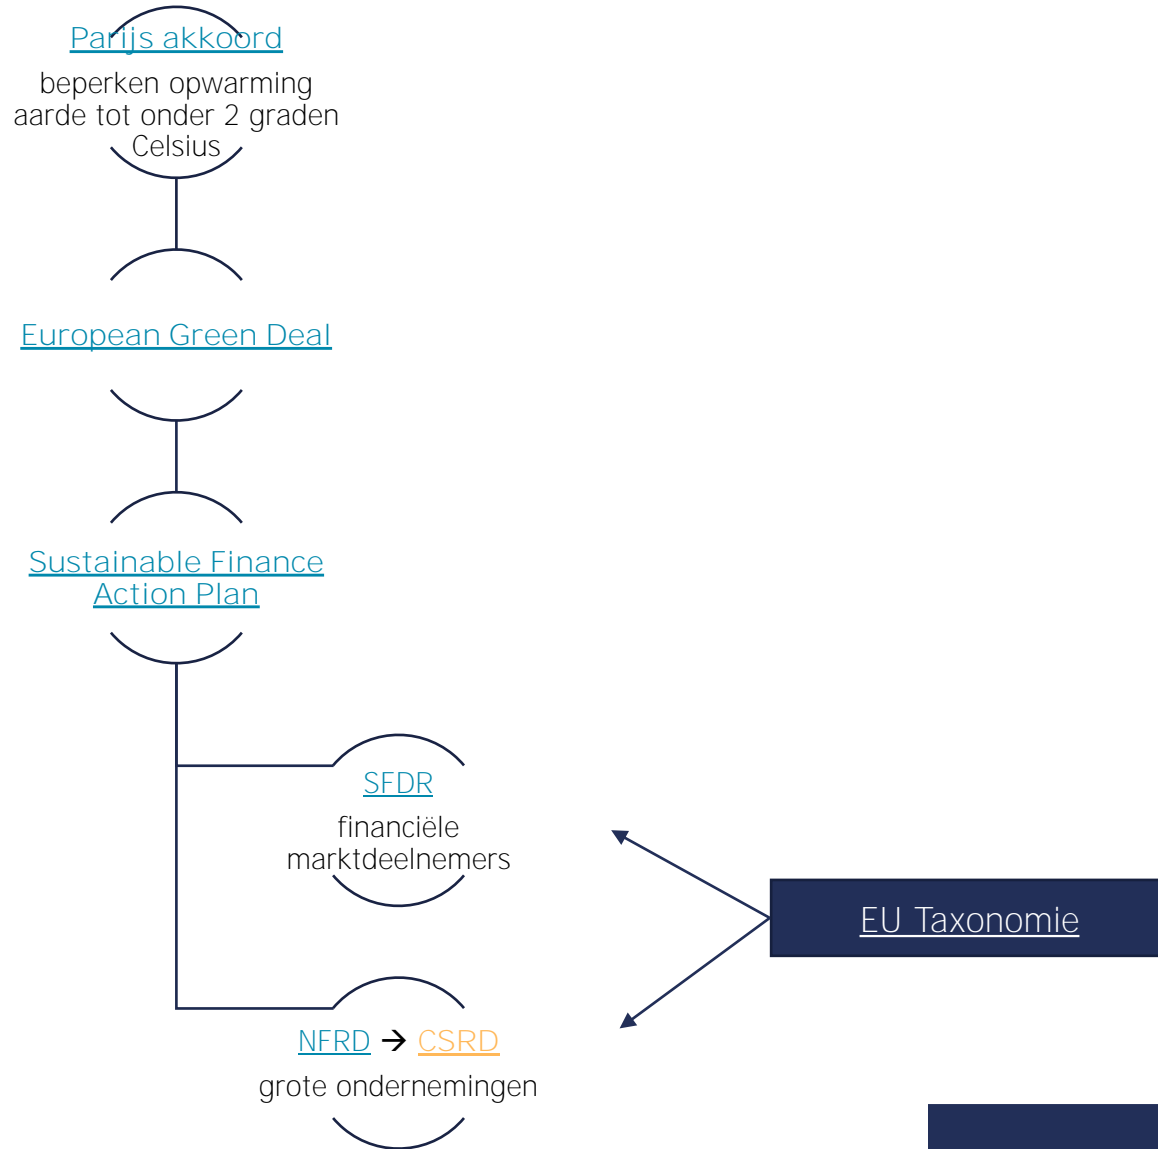 Parijs akkoord
beperken opwarming
aarde tot onder 2 graden
Celsius
European Green Deal
Sustainable Finance
Action Plan
SFDR
financiële
marktdeelnemers
EU Taxonomie
NFRD → CSRD
grote ondernemingen